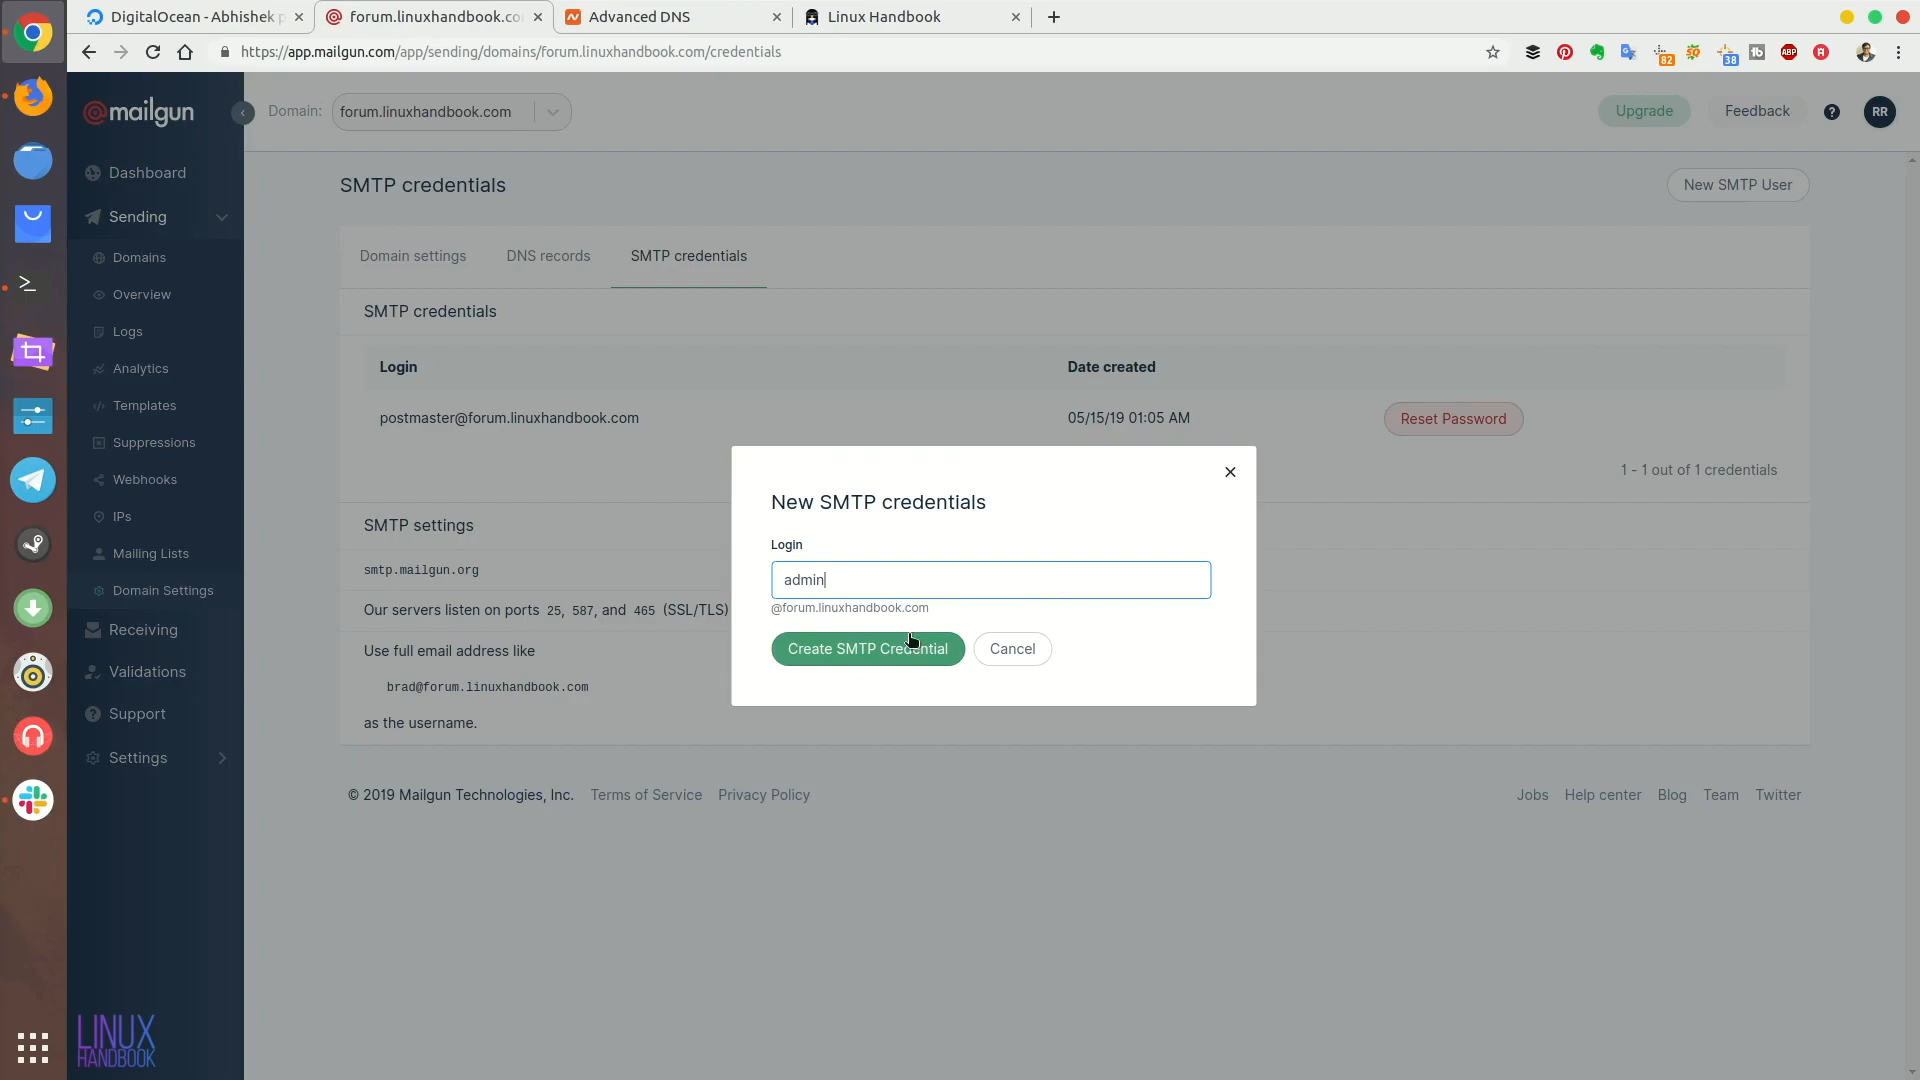 DigitalOcean - Abhishek p
forum.linuxhandbook.co
Advanced DNS
Linux Handbook
https://app.mailgun.com/app/sending/domains/forum.linuxhandbook.com/credentials
82
38
tb
ABP
mailgun
Domain:
forum.linuxhandbook.com
Upgrade
Feedback
?
RR
Dashboard
Sending
Domains
Overview
Logs
Analytics
Templates
Suppressions
Webhooks
IPs
Mailing Lists
Domain Settings
Receiving
Validations
Support
Settings
LINUX
HANDBOOK
SMTP credentials
New SMTP User
Domain settings
DNS records
SMTP credentials
SMTP credentials
Login
Date created
postmaster@forum.linuxhandbook.com
05/15/19 01:05 AM
Reset Password
1 - 1 out of 1 credentials
SMTP settings
smtp.mailgun.org
Our servers listen on ports 25, 587, and 465 (SSL/TLS)
Use full email address like
brad@forum.linuxhandbook.com
as the username.
New SMTP credentials
Login
admin
@forum.linuxhandbook.com
Create SMTP Credential
Cancel
© 2019 Mailgun Technologies, Inc.
Terms of Service
Privacy Policy
Jobs
Help center
Blog
Team
Twitter